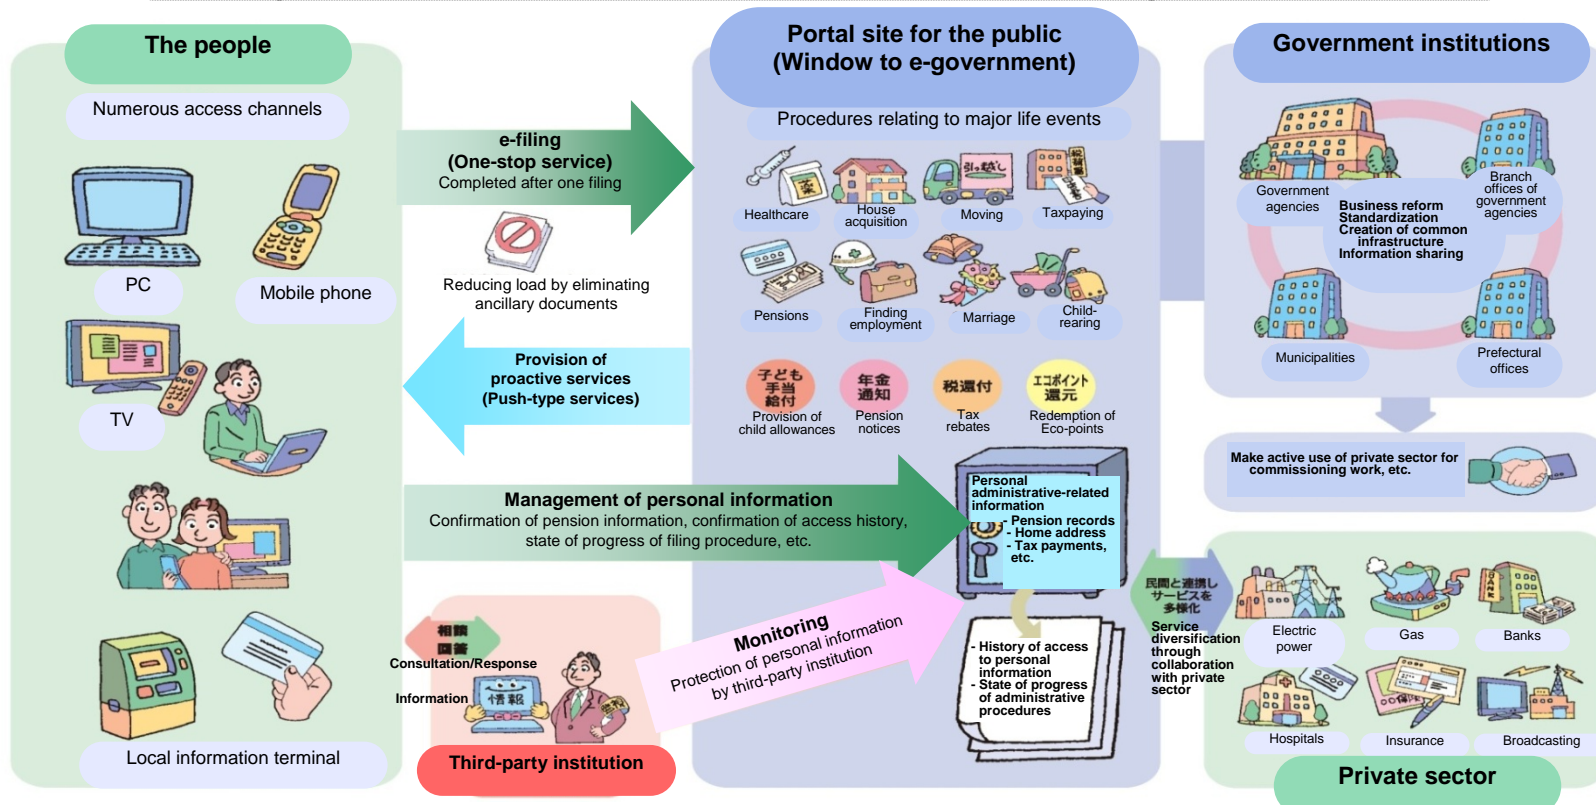 The people
Numerous access channels
PC
Mobile phone
TV
Local information terminal
e-filing
(One-stop service)
Completed after one filing
Reducing load by eliminating
ancillary documents
Provision of
proactive services
(Push-type services)
Management of personal information
Confirmation of pension information, confirmation of access history,
state of progress of filing procedure, etc.
相談
回答
Consultation/Response
Information
情報
Third-party institution
Monitoring
Protection of personal information
by third-party institution
Portal site for the public
(Window to e-government)
Procedures relating to major life events
薬
引っ越し
税務署
Healthcare
House
acquisition
Moving
Taxpaying
Pensions
Finding
employment
Marriage
Child-
rearing
子ども
手当
給付
年金
通知
税還付
エコポイント
還元
Provision of
child allowances
Pension
notices
Tax
rebates
Redemption of
Eco-points
Personal
administrative-related
information
- Pension records
- Home address
- Tax payments,
etc.
- History of access
to personal
information
- State of progress
of administrative
procedures
Government institutions
Government
agencies
Branch
offices of
government
agencies
Business reform
Standardization
Creation of common
infrastructure
Information sharing
Municipalities
Prefectural
offices
Make active use of private sector for
commissioning work, etc.
民間と連携し
サービスを
多様化
Service
diversification
through
collaboration
with private
sector
BANK
Electric
power
Gas
Banks
保険
Hospitals
Insurance
Broadcasting
Private sector